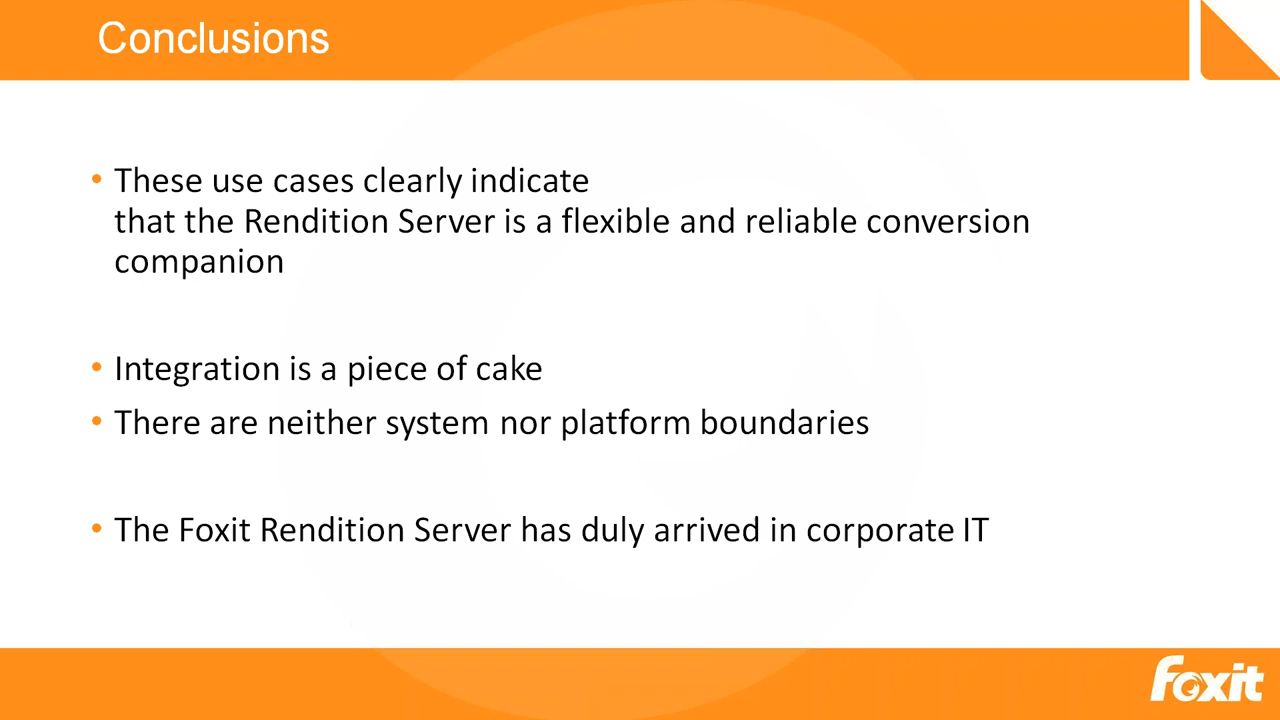 Conclusions
• These use cases clearly indicate
that the Rendition Server is a flexible and reliable conversion
companion
• Integration is a piece of cake
• There are neither system nor platform boundaries
• The Foxit Rendition Server has duly arrived in corporate IT
Foxit